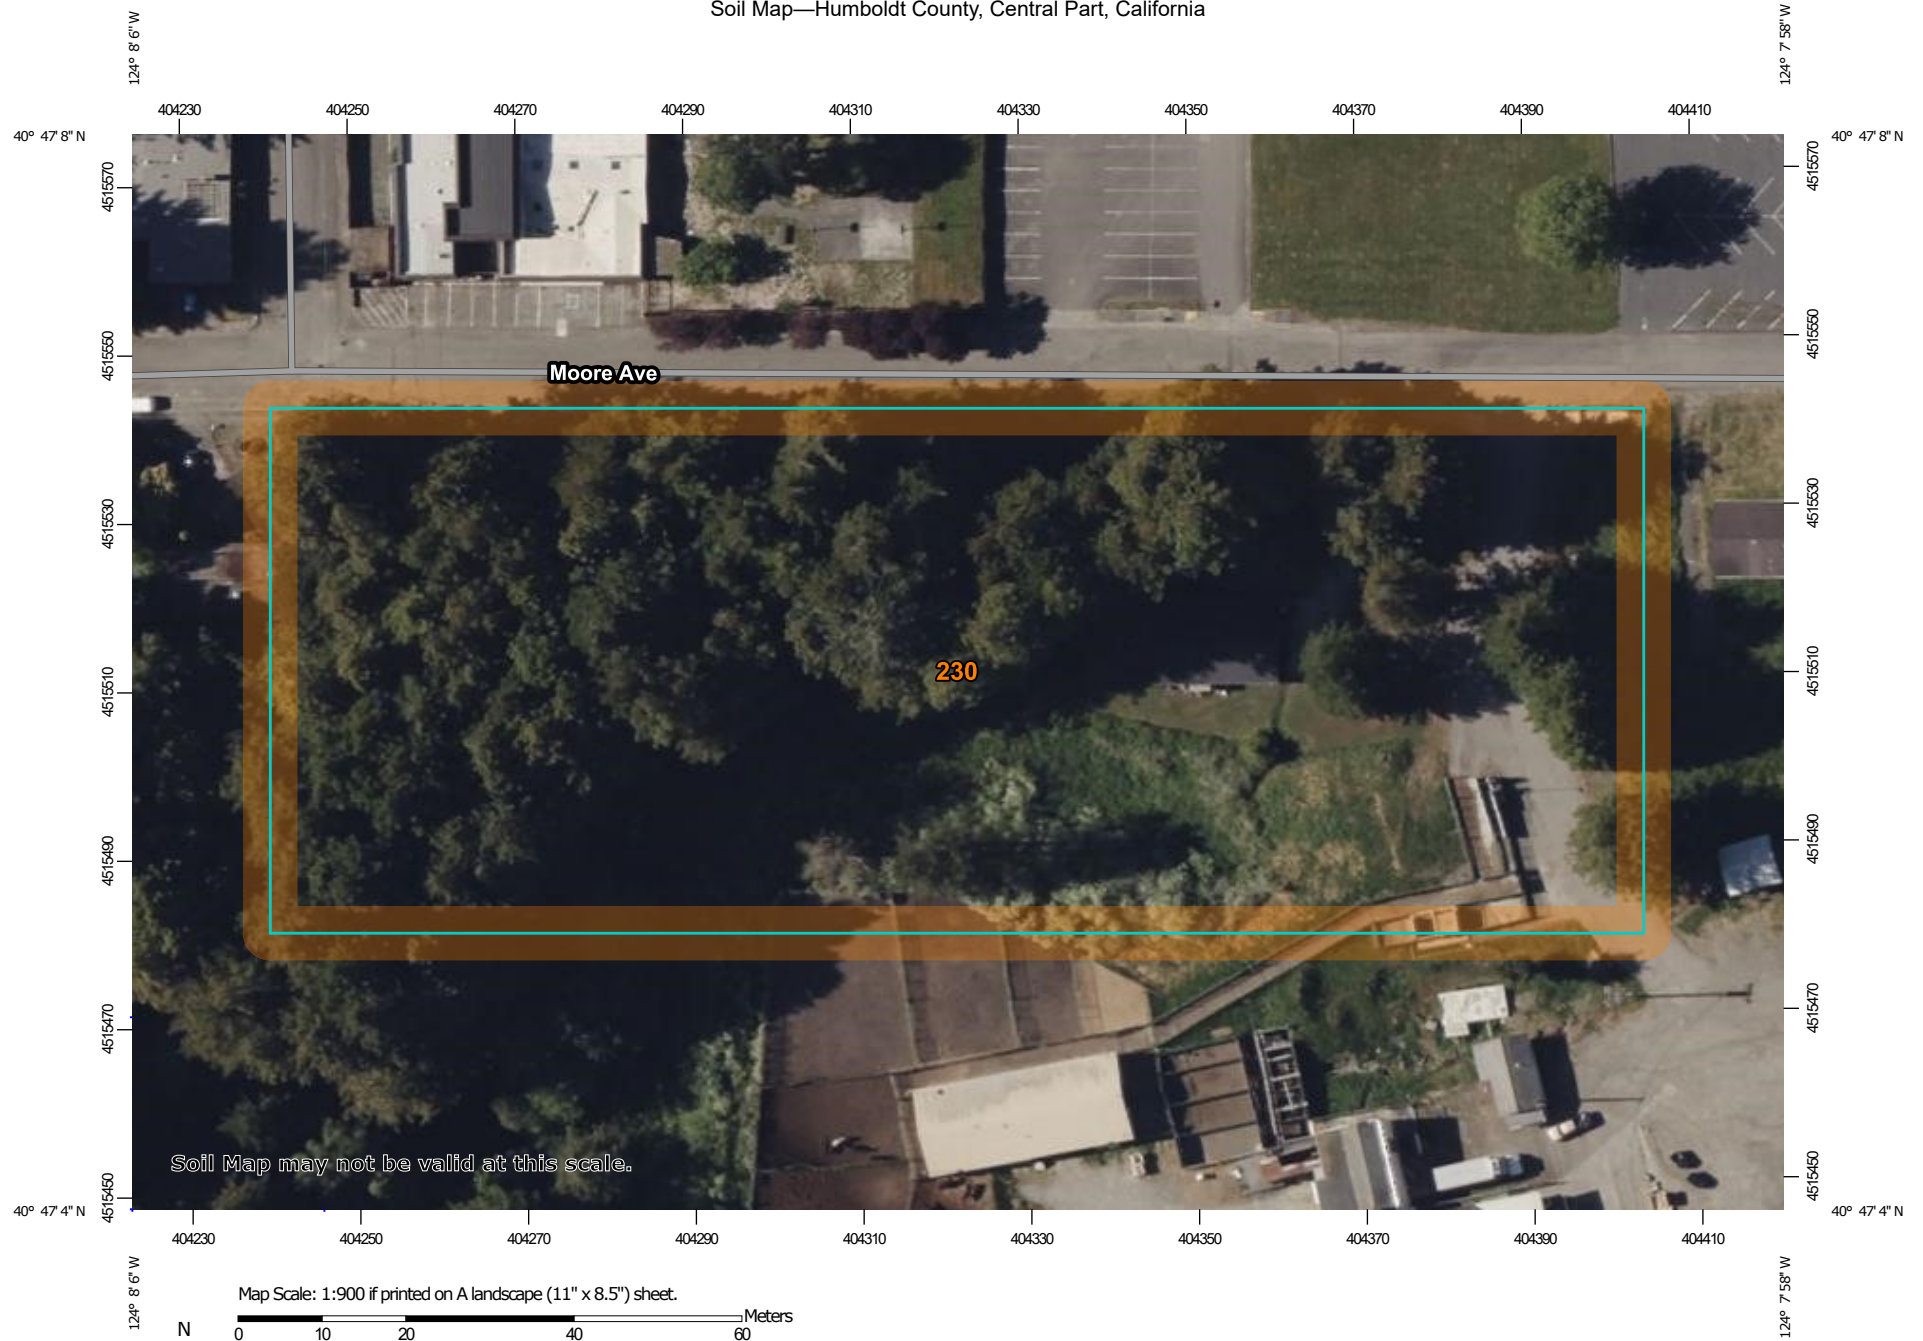 Soil Map—Humboldt County, Central Part, California
124° 8' 6'' W
124° 7' 58'' W
404230 404250 404270 404290 404310 404330 404350 404370 404390 404410
40° 47' 8'' N
40° 47' 8'' N
4515570
4515570
4515550
4515550
Moore Ave
4515530
4515530
230
4515510
4515510
4515490
4515490
4515470
4515470
Soil Map may not be valid at this scale.
4515450
4515450
40° 47' 4'' N
40° 47' 4'' N
404230 404250 404270 404290 404310 404330 404350 404370 404390 404410
124° 8' 6'' W
124° 7' 58'' W
Map Scale: 1:900 if printed on A landscape (11" x 8.5") sheet.
Meters
N
0 10 20 40 60